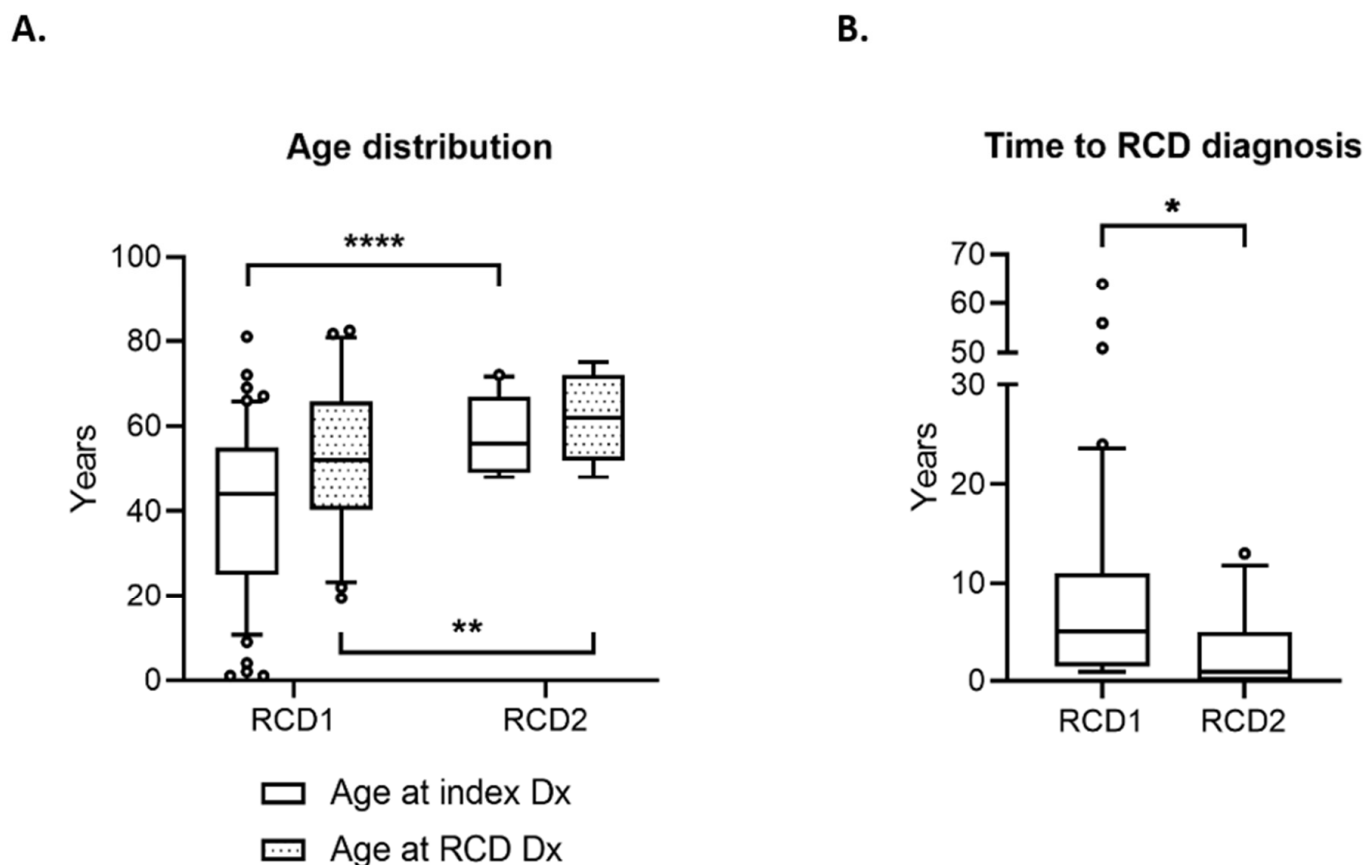 A.
Age distribution
****
Years
100
80
60
40
20
0
**
RCD1
RCD2
Age at index Dx
Age at RCD Dx
B.
Time to RCD diagnosis
*
Years
70
60
50
30
20
10
0
RCD1
RCD2